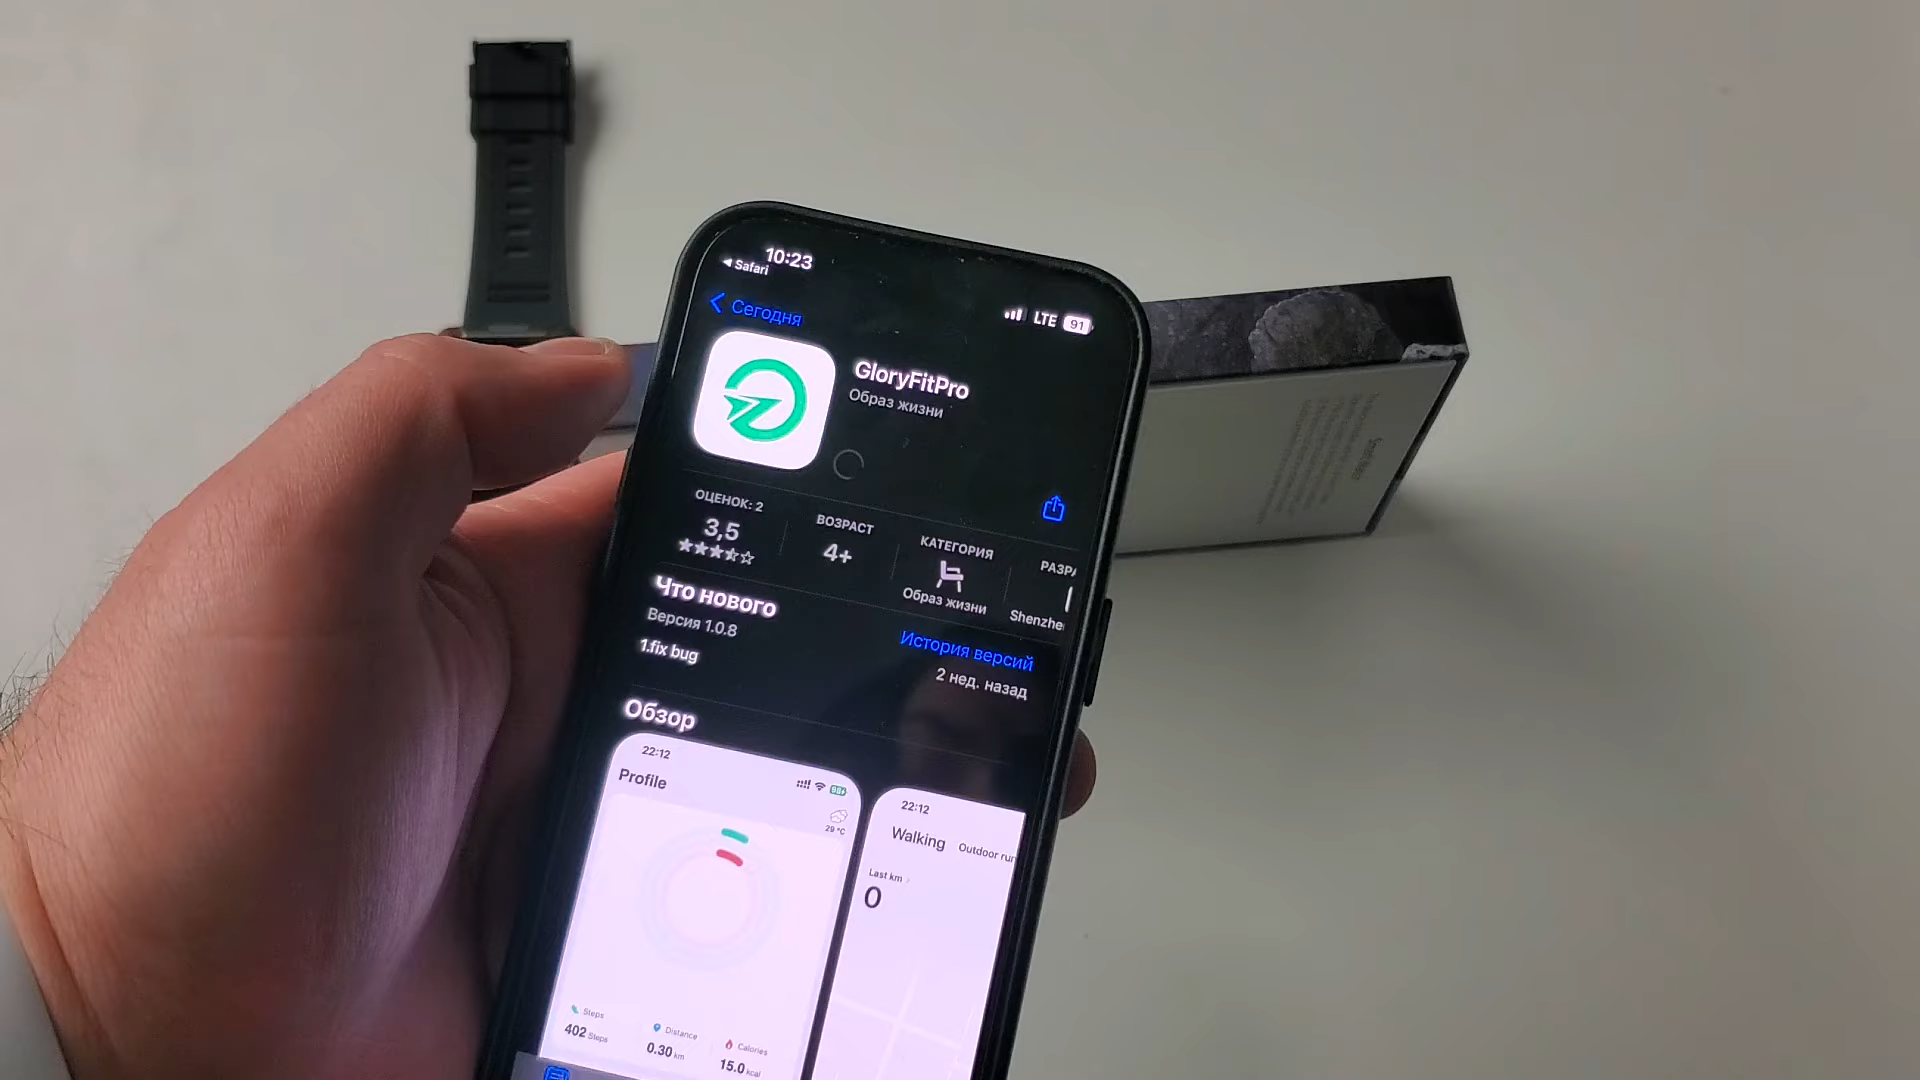 10:23
Safari
LTE 91
Сегодня
GloryFitPro
Образ жизни
ОЦЕНОК: 2
3,5
ВОЗРАСТ
4+
КАТЕГОРИЯ
Образ жизни
Shenzhe
Что нового
Версия 1.0.8
История версий
1.fix bug
2 нед. назад
Обзор
22:12
Profile
29 °C
Steps
402 Steps
Distance
0.30 km
Calories
15.0 kcal
22:12
Walking
Outdoor run
Last km
0